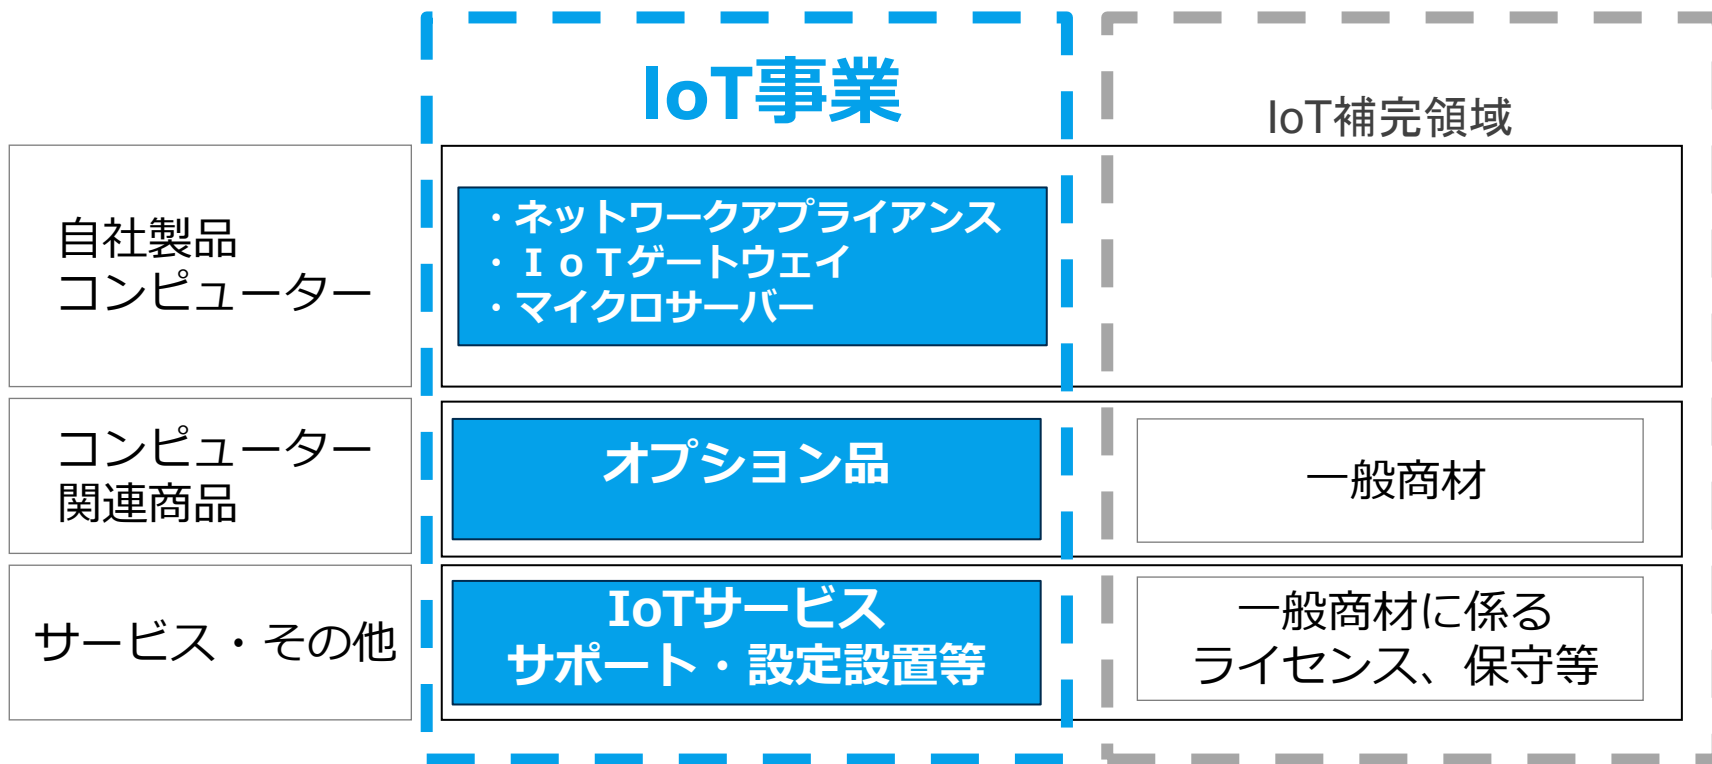 IoT事業
IoT補完領域
自社製品
コンピューター
・ネットワークアプライアンス
・ＩｏＴゲートウェイ
・マイクロサーバー
コンピューター
関連商品
オプション品
一般商材
サービス・その他
IoTサービス
サポート・設定設置等
一般商材に係る
ライセンス、保守等